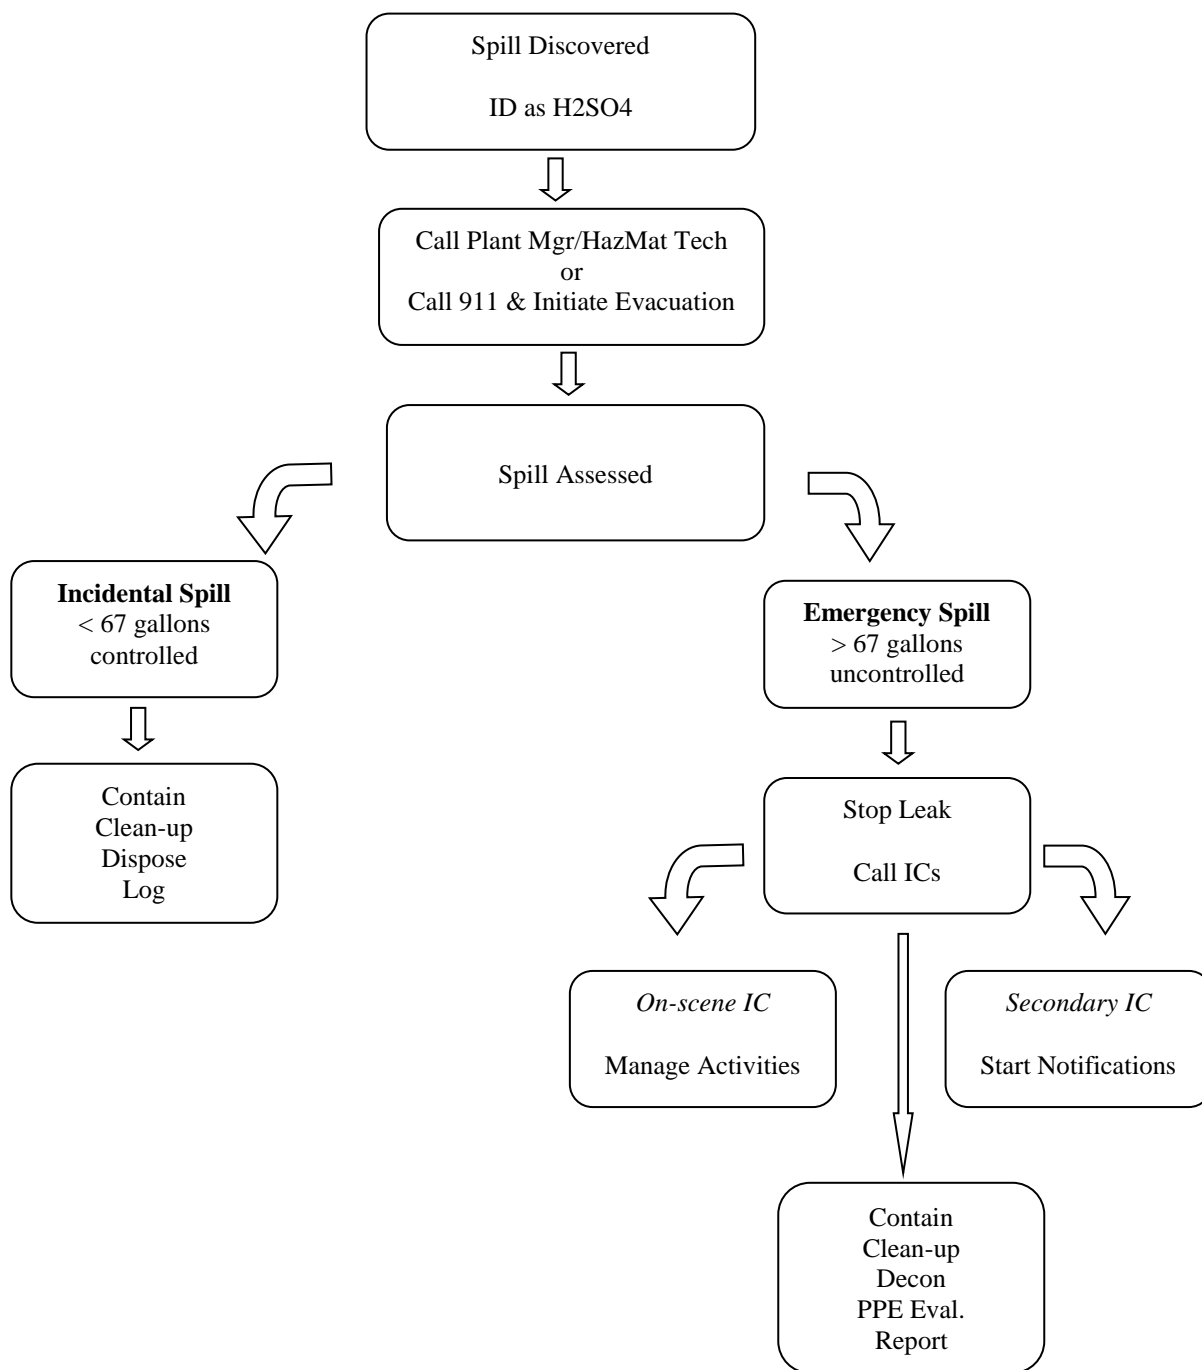 Spill Discovered
ID as H2SO4
Call Plant Mgr/HazMat Tech
or
Call 911 & Initiate Evacuation
Spill Assessed
Incidental Spill
< 67 gallons
controlled
Emergency Spill
> 67 gallons
uncontrolled
Contain
Clean-up
Dispose
Log
Stop Leak
Call ICs
On-scene IC
Manage Activities
Secondary IC
Start Notifications
Contain
Clean-up
Decon
PPE Eval.
Report